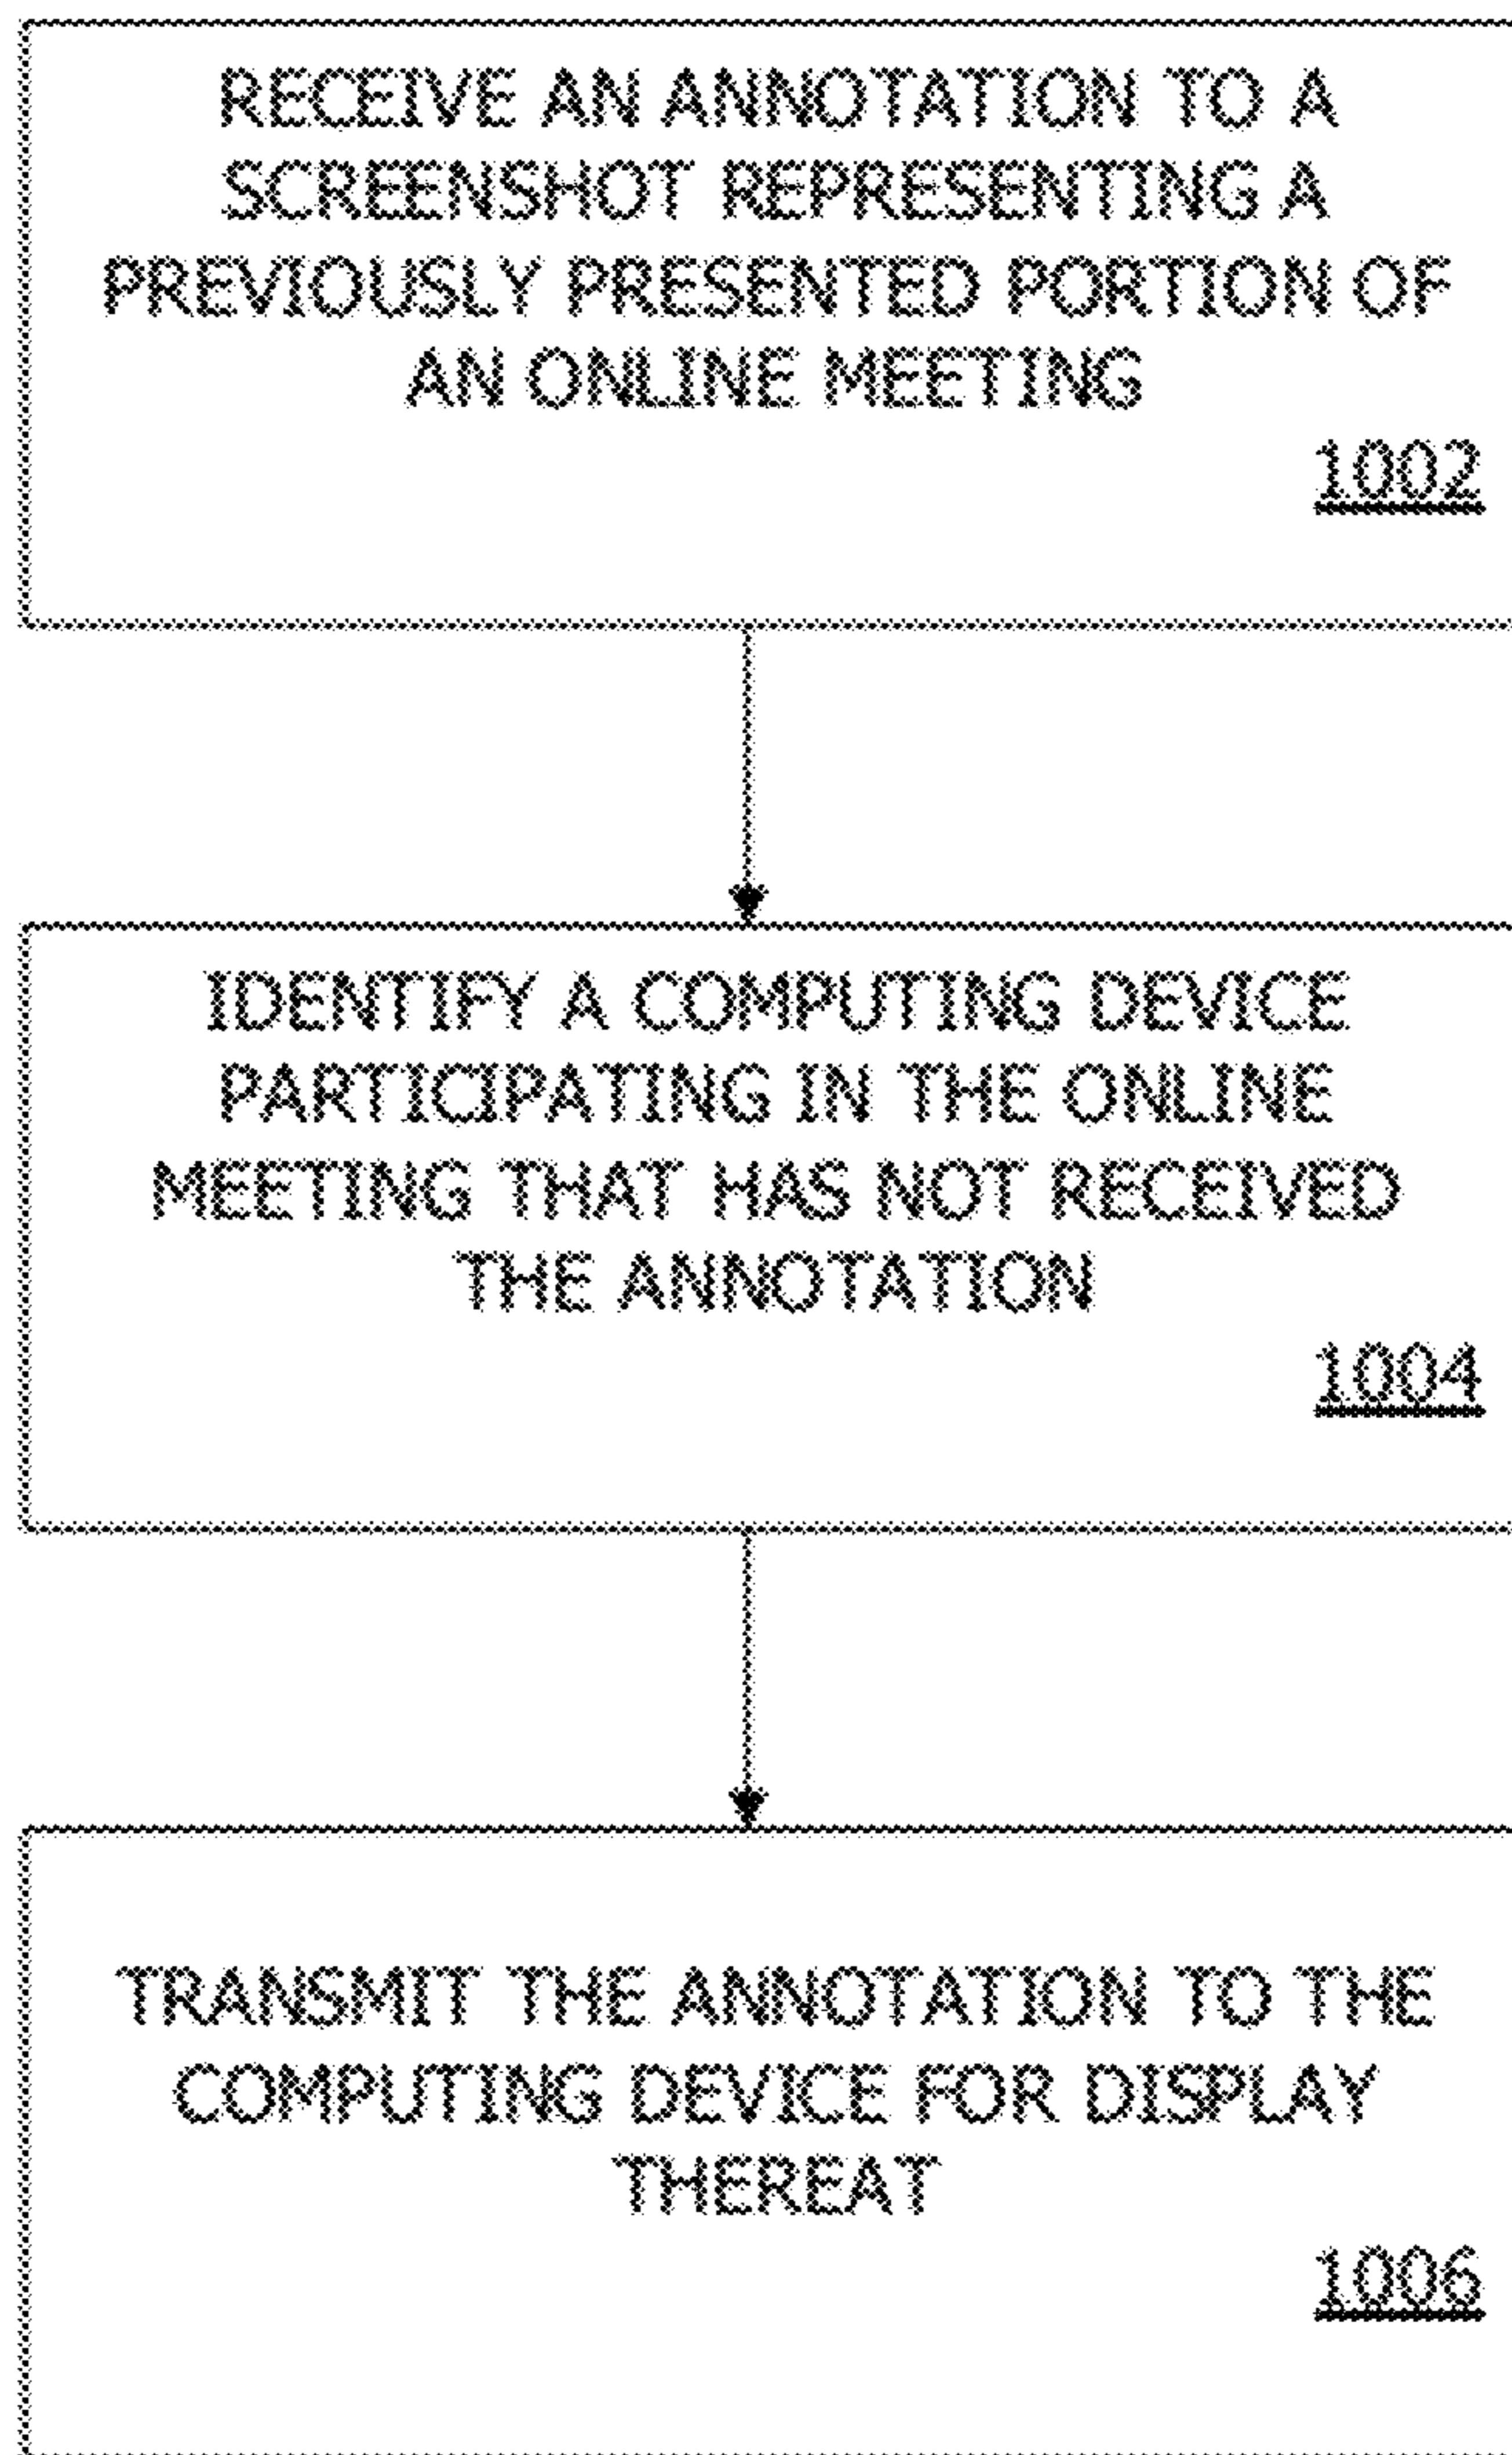 RECEIVE AN ANNOTATION TO A
SCREENSHOT REPRESENTING A
PREVIOUSLY PRESENTED PORTION OF
AN ONLINE MEETING
1002
IDENTIFY A COMPUTING DEVICE
PARTICIPATING IN THE ONLINE
MEETING THAT HAS NOT RECEIVED
THE ANNOTATION
1004
TRANSMIT THE ANNOTATION TO THE
COMPUTING DEVICE FOR DISPLAY
THEREAT
1006